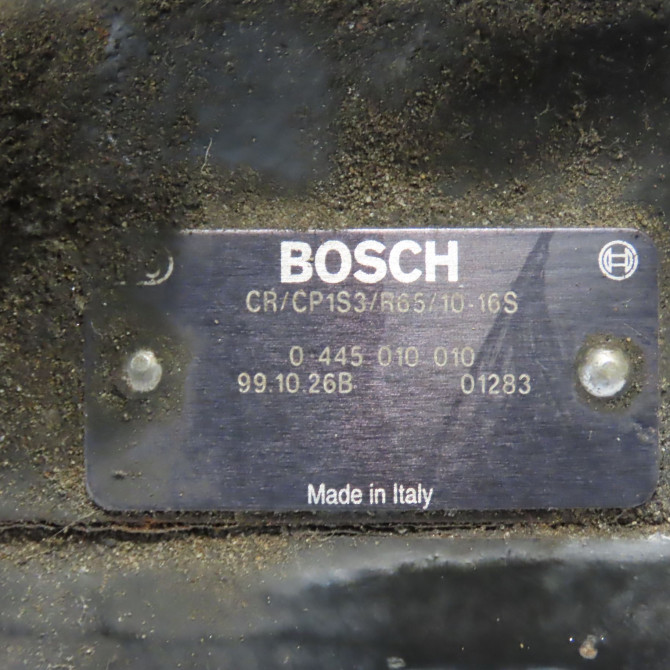 BOSCH
CR/CP1S3/R65/10-16S
0 445 010 010
99.10.26B 01283
Made in Italy